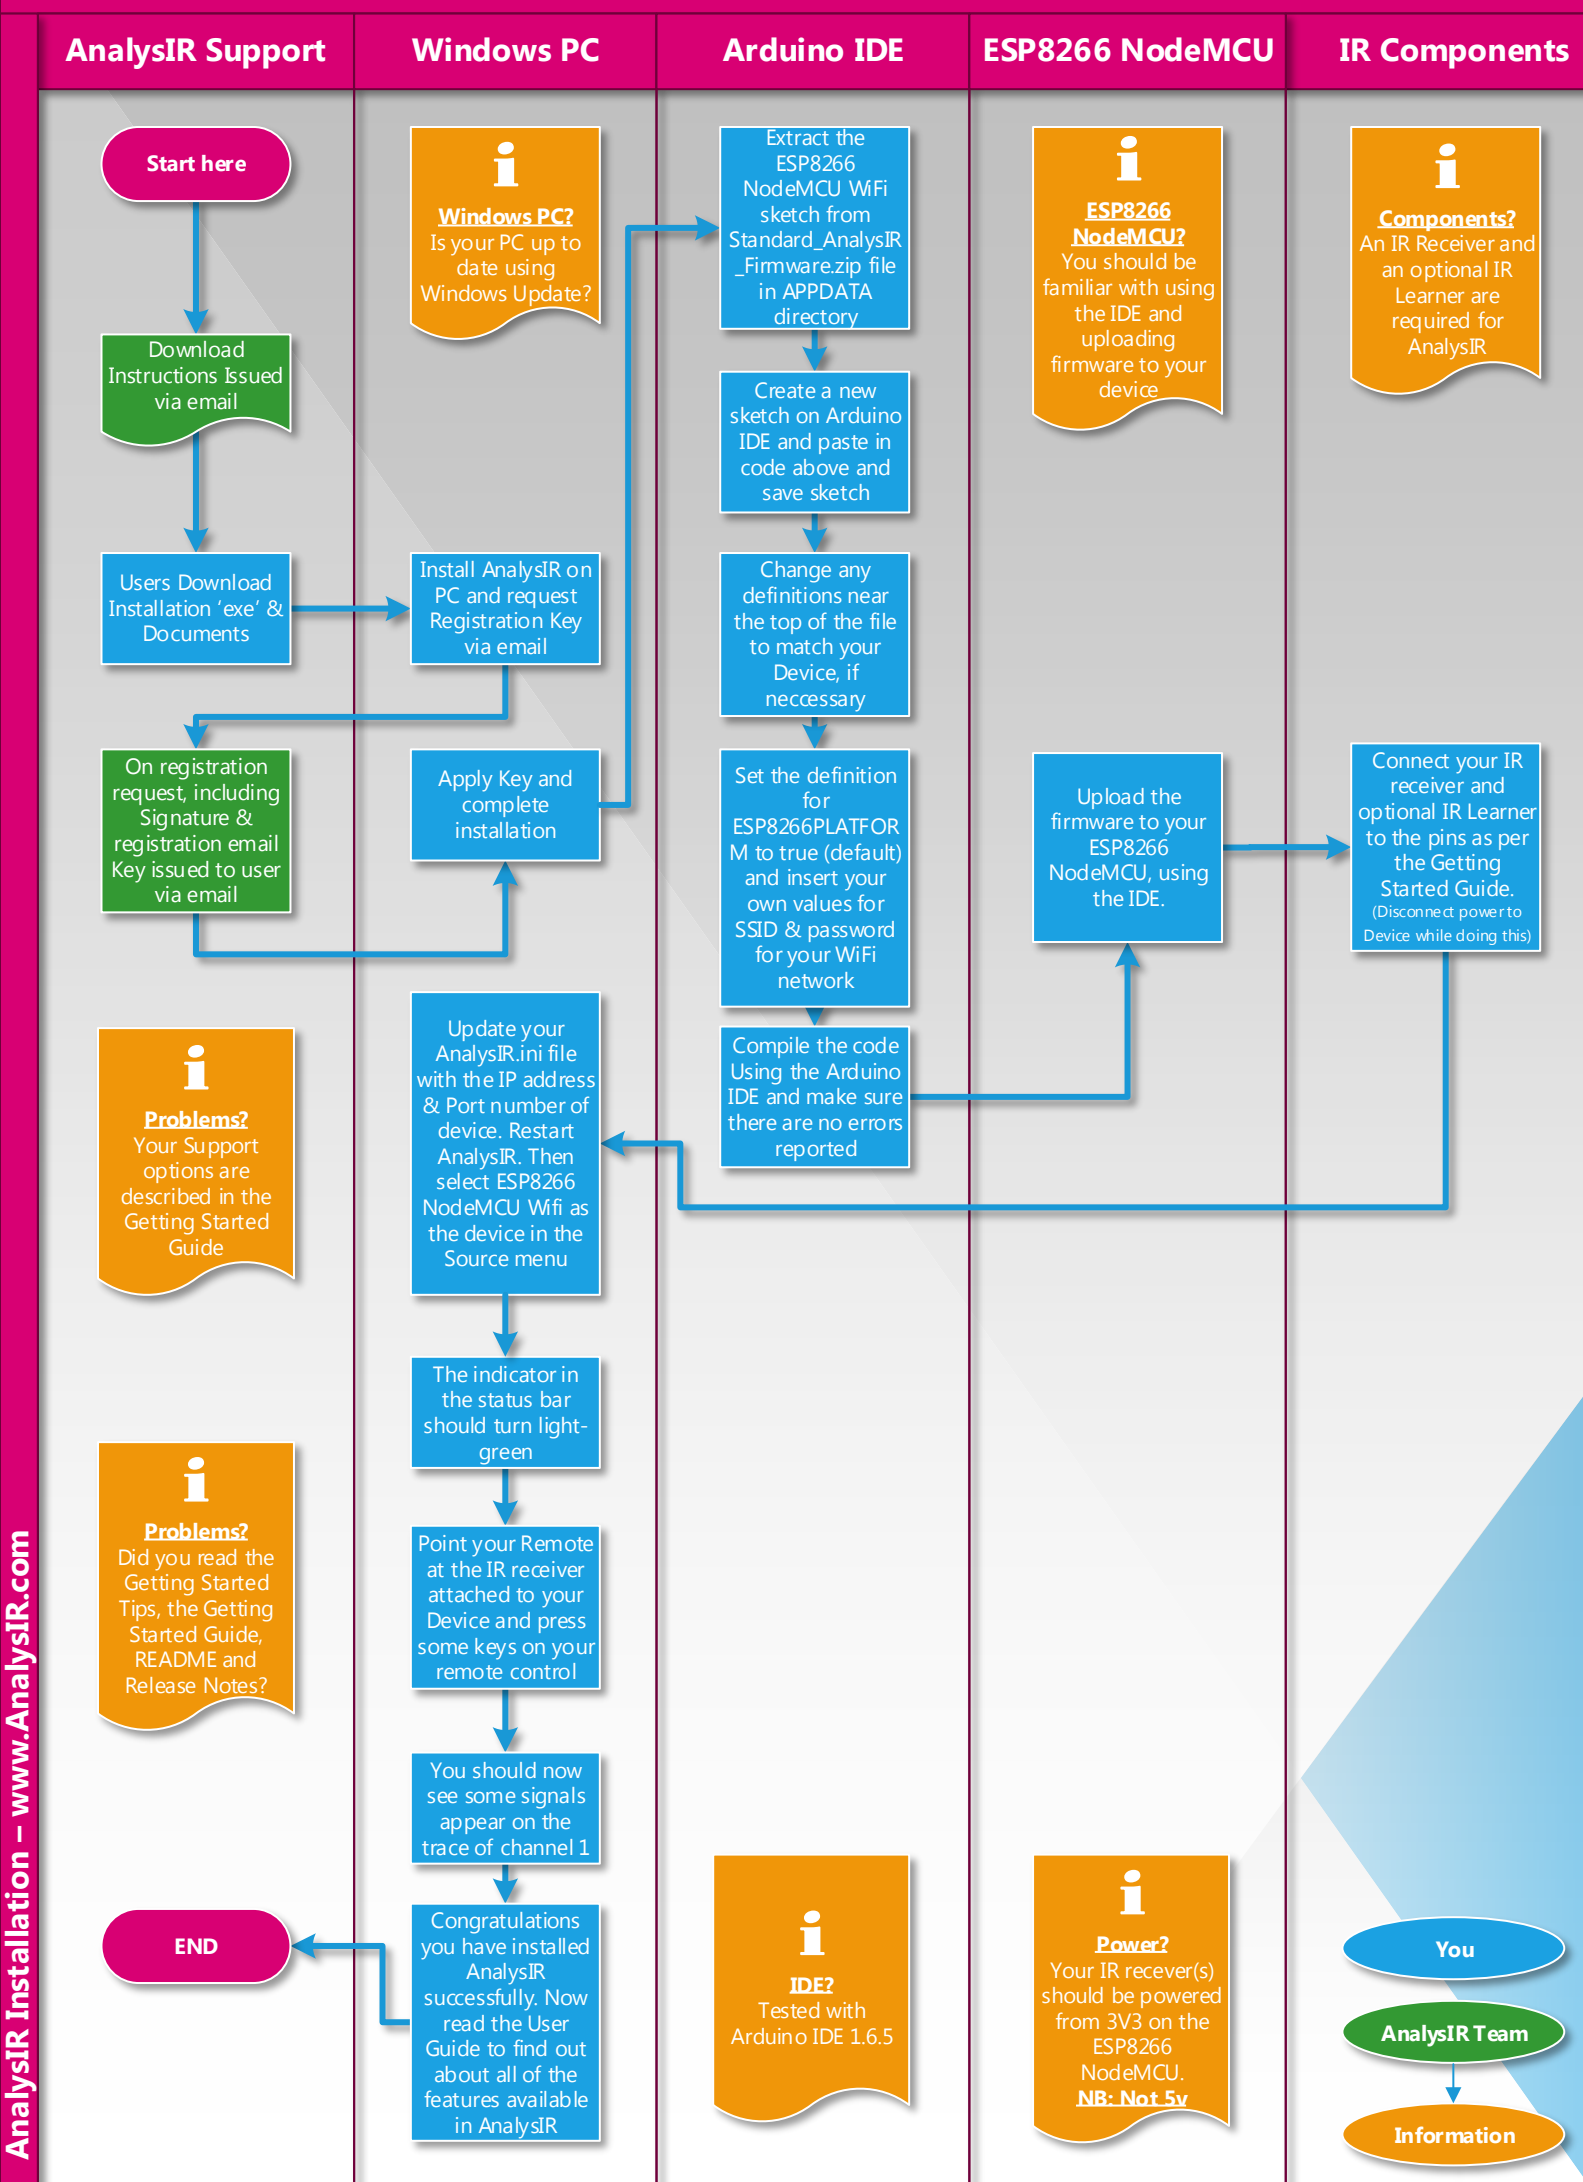 AnalysIR Support
Windows PC
Arduino IDE
ESP8266 NodeMCU
IR Components
AnalysIR Installation – www.AnalysIR.com
Start here
Download
Instructions Issued
via email
Users Download
Installation ‘exe’ &
Documents
On registration
request, including
Signature &
registration email
Key issued to user
via email
Problems?
Your Support
options are
described in the
Getting Started
Guide
Problems?
Did you read the
Getting Started
Tips, the Getting
Started Guide,
README and
Release Notes?
END
Windows PC?
Is your PC up to
date using
Windows Update?
Install AnalysIR on
PC and request
Registration Key
via email
Apply Key and
complete
installation
Update your
AnalysIR.ini file
with the IP address
& Port number of
device. Restart
AnalysIR. Then
select ESP8266
NodeMCU Wifi as
the device in the
Source menu
The indicator in
the status bar
should turn light-
green
Point your Remote
at the IR receiver
attached to your
Device and press
some keys on your
remote control
You should now
see some signals
appear on the
trace of channel 1
Congratulations
you have installed
AnalysIR
successfully. Now
read the User
Guide to find out
about all of the
features available
in AnalysIR
Extract the
ESP8266
NodeMCU WiFi
sketch from
Standard_AnalysIR
_Firmware.zip file
in APPDATA
directory
Create a new
sketch on Arduino
IDE and paste in
code above and
save sketch
Change any
definitions near
the top of the file
to match your
Device, if
neccessary
Set the definition
for
ESP8266PLATFOR
M to true (default)
and insert your
own values for
SSID & password
for your WiFi
network
Compile the code
Using the Arduino
IDE and make sure
there are no errors
reported
IDE?
Tested with
Arduino IDE 1.6.5
ESP8266
NodeMCU?
You should be
familiar with using
the IDE and
uploading
firmware to your
device
Upload the
firmware to your
ESP8266
NodeMCU, using
the IDE.
Power?
Your IR recever(s)
should be powered
from 3V3 on the
ESP8266
NodeMCU.
NB: Not 5v
Components?
An IR Receiver and
an optional IR
Learner are
required for
AnalysIR
Connect your IR
receiver and
optional IR Learner
to the pins as per
the Getting
Started Guide.
(Disconnect power to
Device while doing this)
You
AnalysIR Team
Information